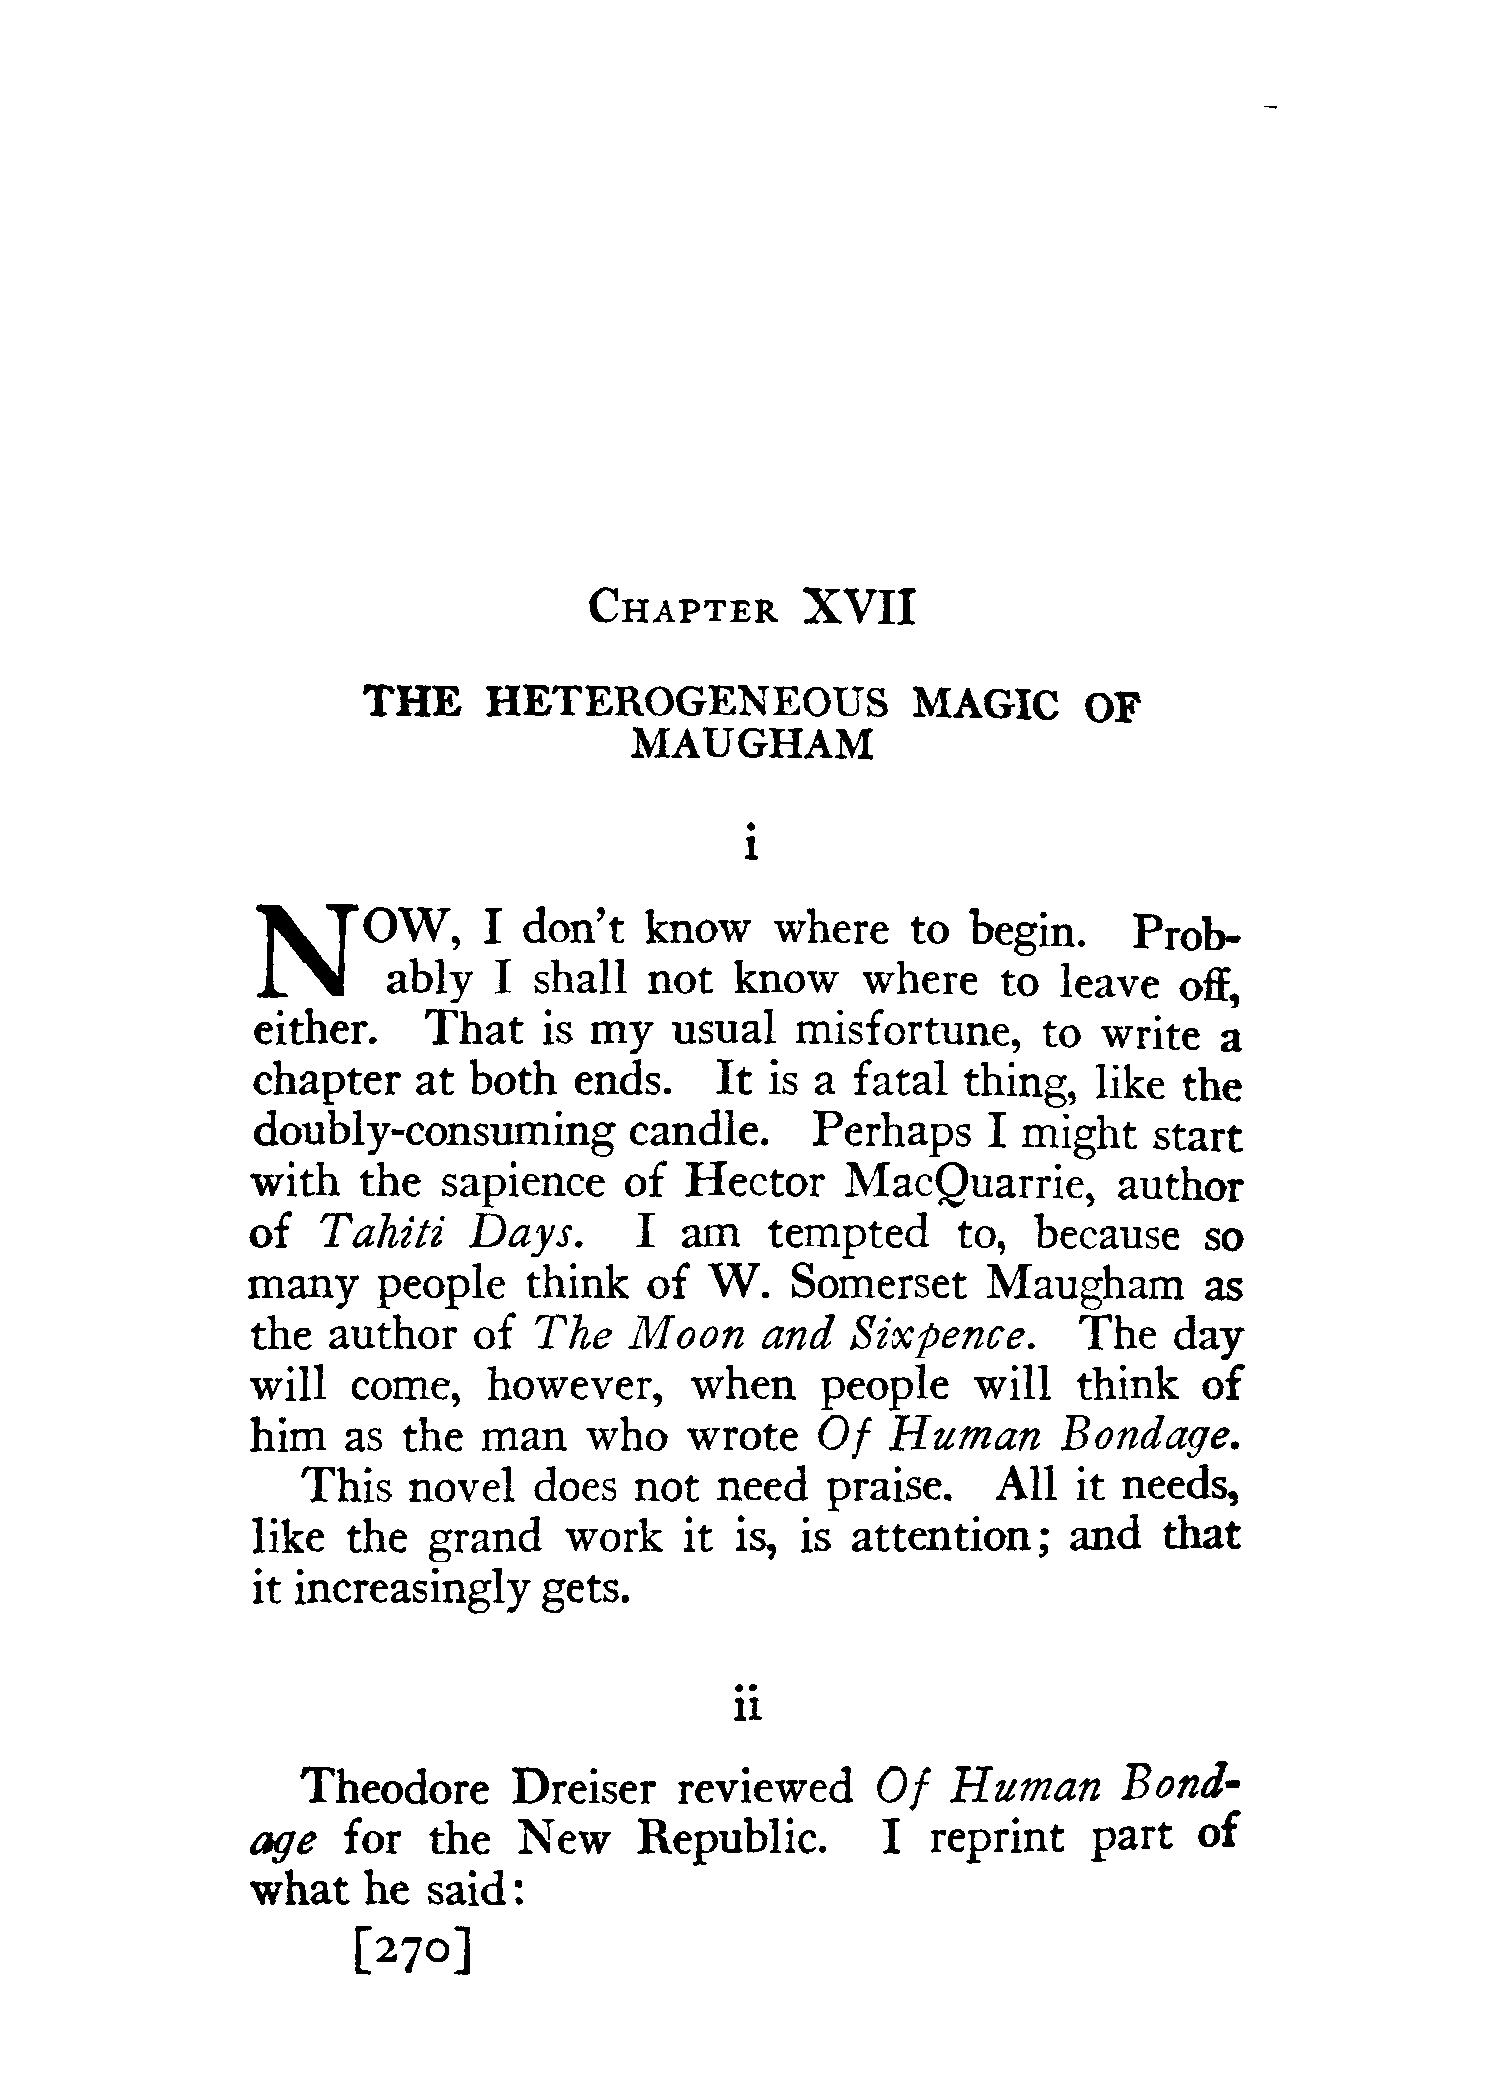 CHAPTER XVII
THE HETEROGENEOUS MAGIC OF
MAUGHAM
i
NOW, I don't know where to begin. Prob-
ably I shall not know where to leave off,
either. That is my usual misfortune, to write a
chapter at both ends. It is a fatal thing, like the
doubly-consuming candle. Perhaps I might start
with the sapience of Hector MacQuarrie, author
of Tahiti Days. I am tempted to, because so
many people think of W. Somerset Maugham as
the author of The Moon and Sixpence. The day
will come, however, when people will think of
him as the man who wrote Of Human Bondage.
This novel does not need praise. All it needs,
like the grand work it is, is attention; and that
it increasingly gets.
ii
Theodore Dreiser reviewed Of Human Bond-
age for the New Republic. I reprint part of
what he said:
[270]